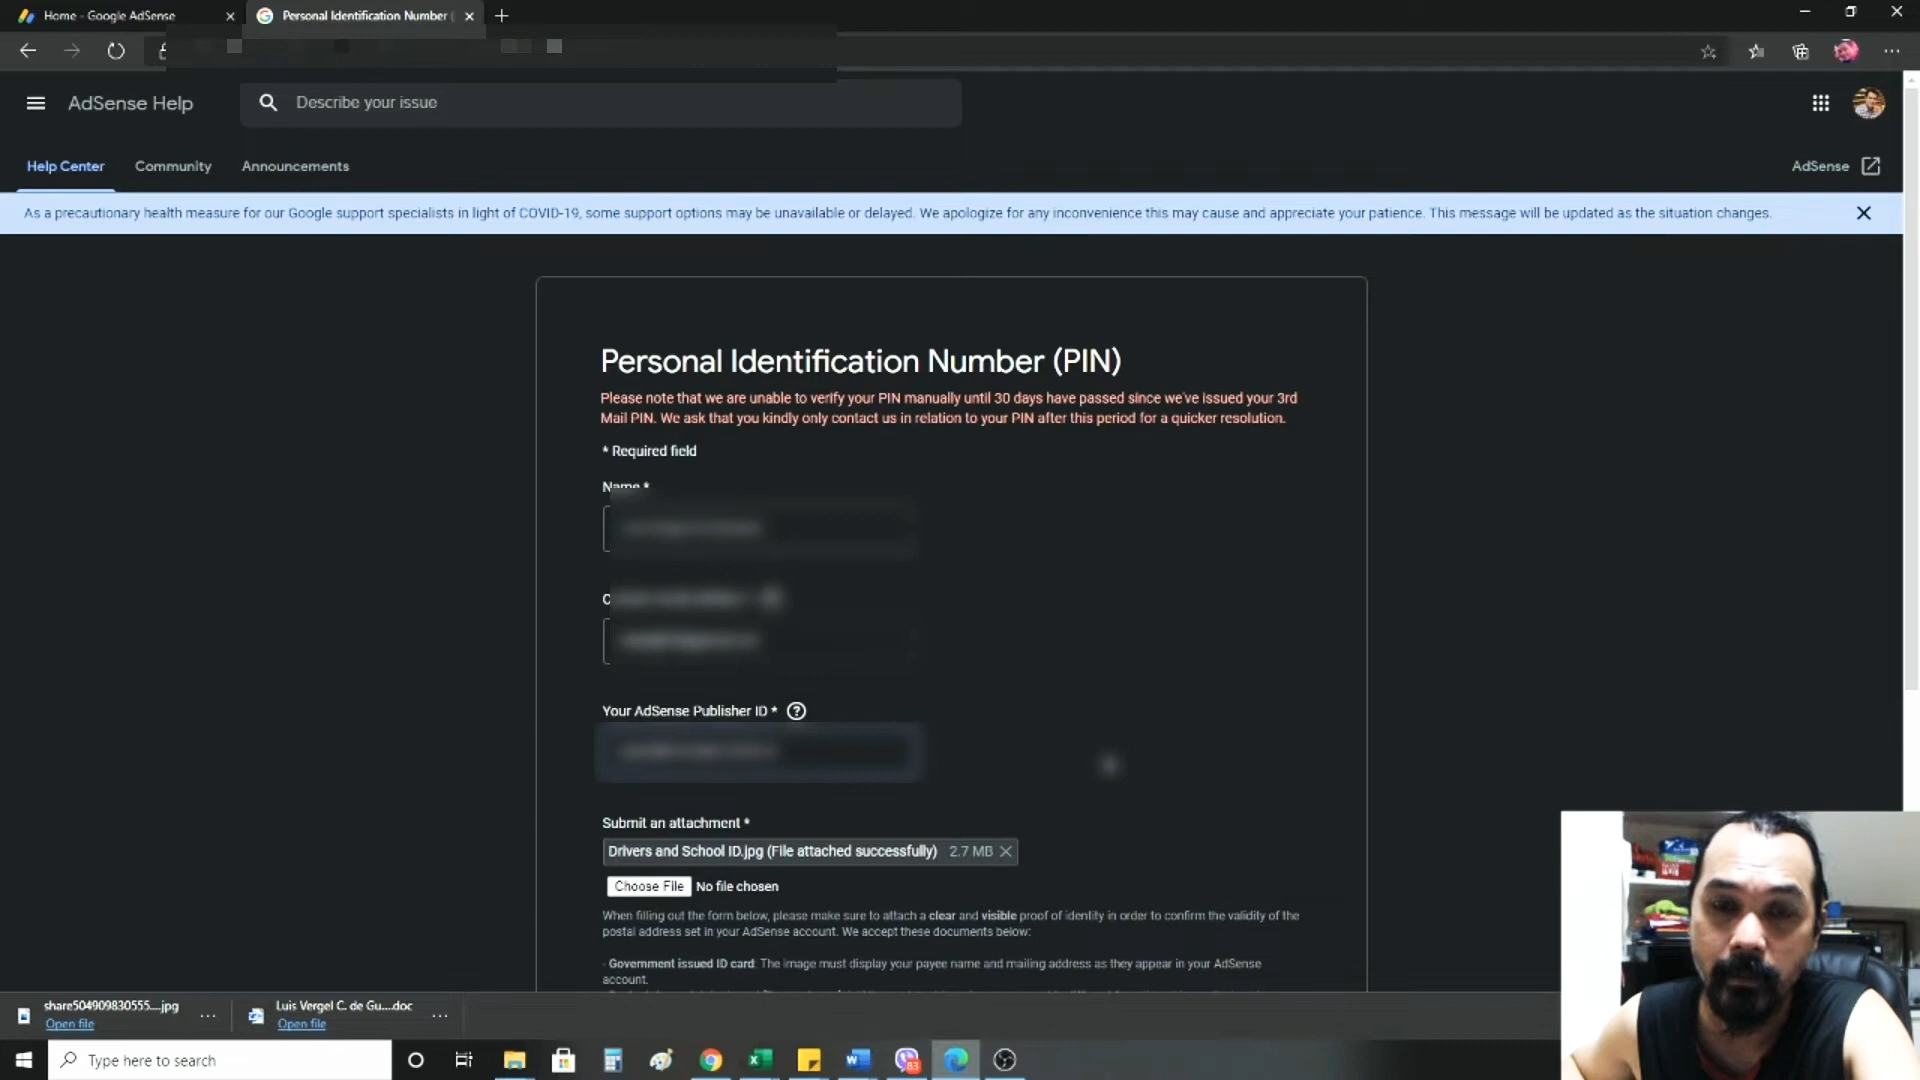 Home - Google AdSense
Personal Identification Number (
AdSense Help
Describe your issue
Help Center
Community
Announcements
AdSense
As a precautionary health measure for our Google support specialists in light of COVID-19, some support options may be unavailable or delayed. We apologize for any inconvenience this may cause and appreciate your patience. This message will be updated as the situation changes.
Personal Identification Number (PIN)
Please note that we are unable to verify your PIN manually until 30 days have passed since we've issued your 3rd
Mail PIN. We ask that you kindly only contact us in relation to your PIN after this period for a quicker resolution.
* Required field
Name *
Your AdSense Publisher ID * ?
Submit an attachment *
Drivers and School ID.jpg (File attached successfully) 2.7 MB
Choose File No file chosen
When filling out the form below, please make sure to attach a clear and visible proof of identity in order to confirm the validity of the
postal address set in your AdSense account. We accept these documents below:
- Government issued ID card: The image must display your payee name and mailing address as they appear in your AdSense
account.
share504909830555....jpg
Open file
Luis Vergel C. de Gu....doc
Open file
Type here to search
83